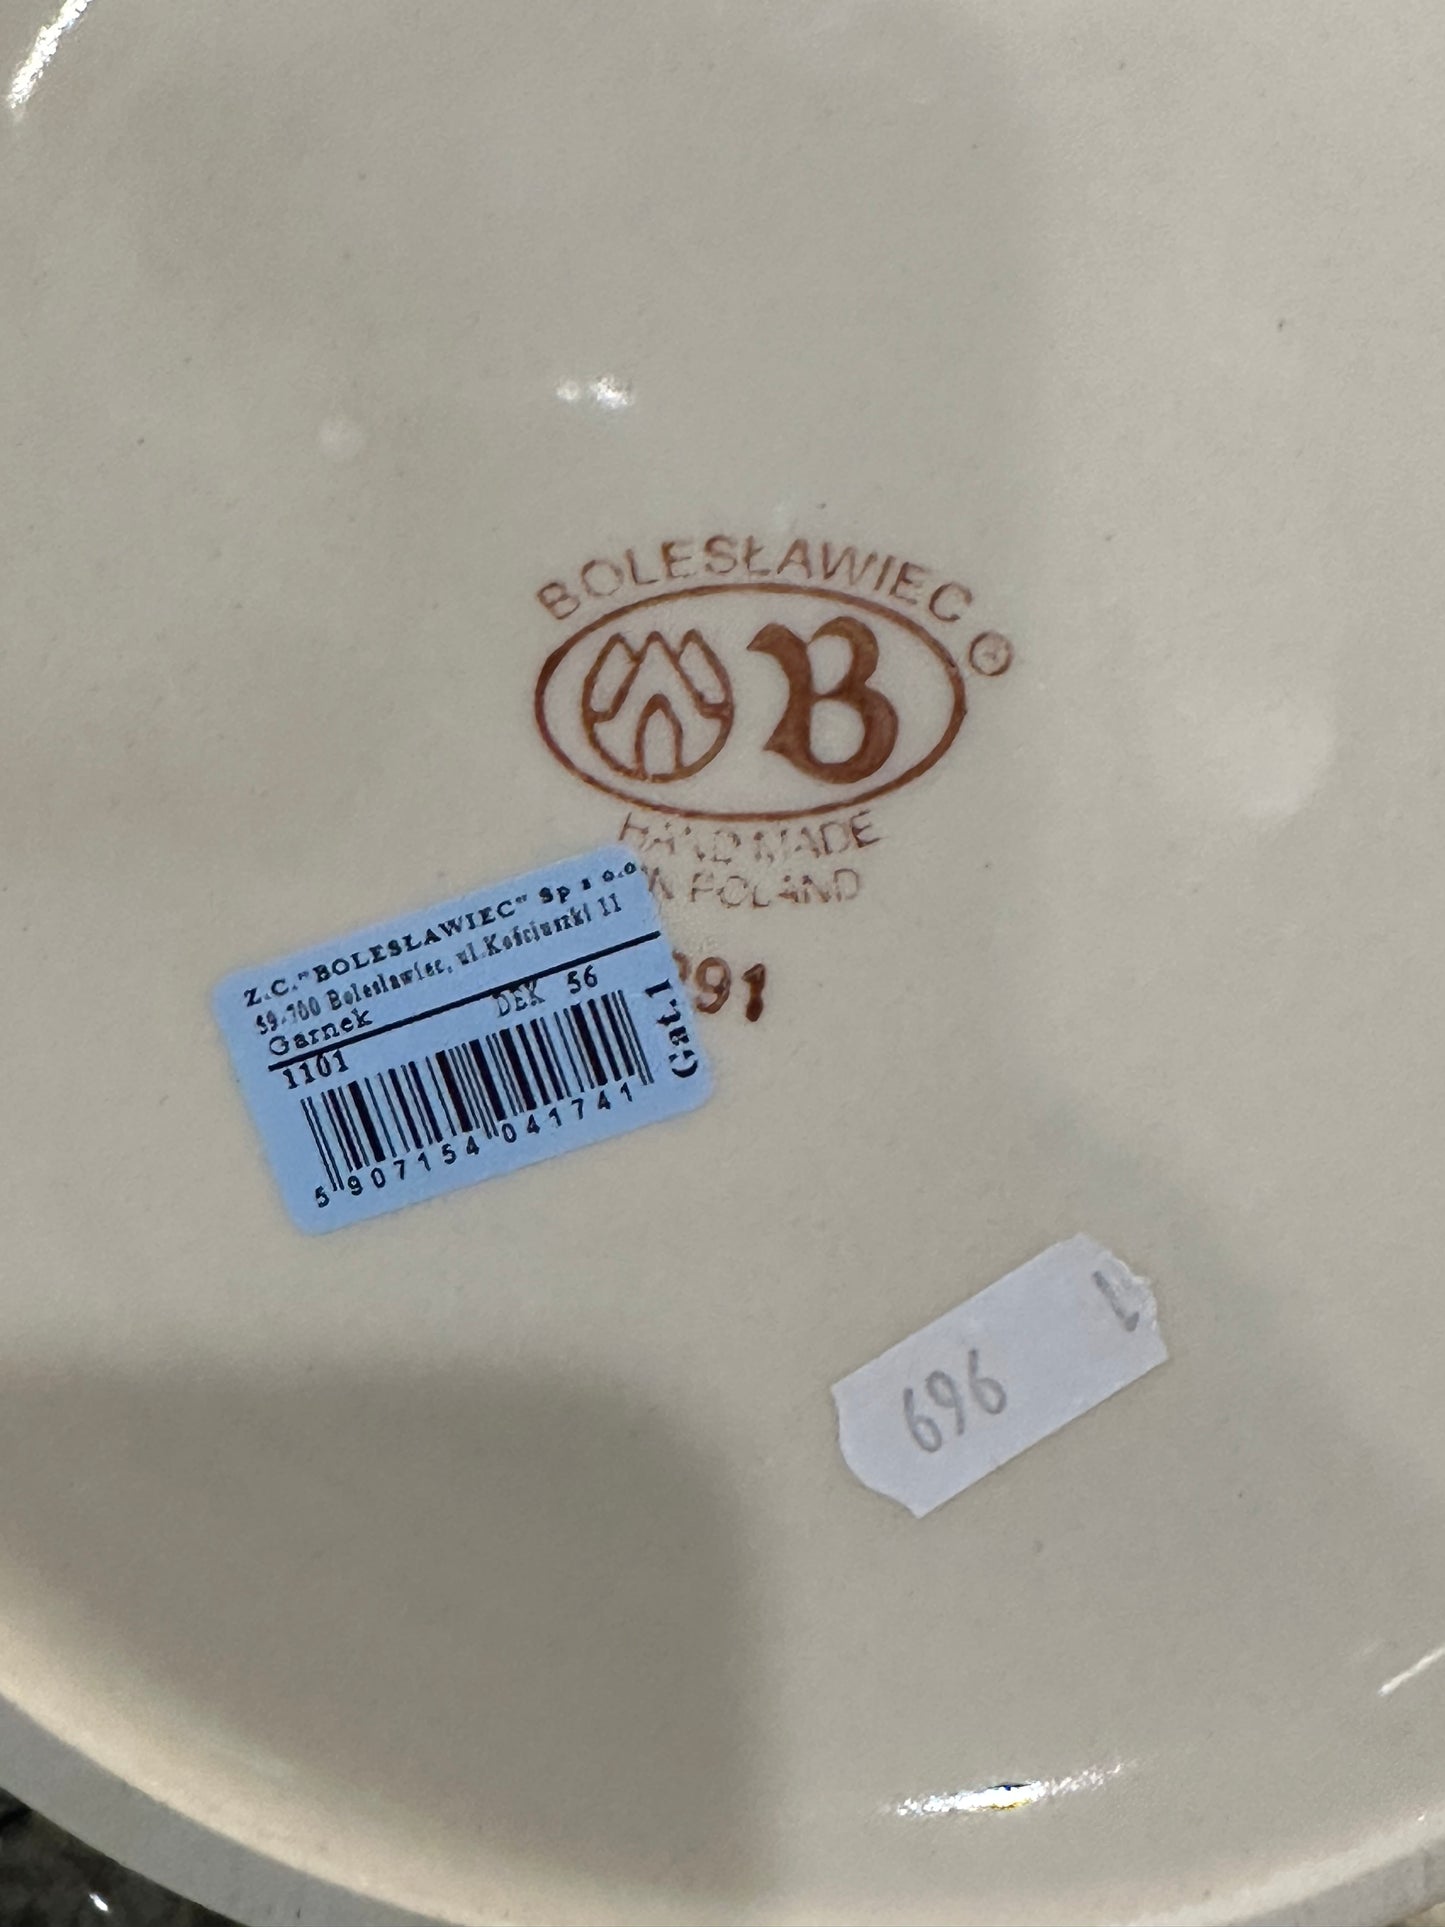 BOLESŁAWIEC ®
B
HAND MADE
IN POLAND
291
Z.C."BOLESŁAWIEC" Sp z o.o
59-700 Bolesławiec, ul.Kościuszki 11
Garnek DEK 56
1101
Gat.1
5 907154 041741
696